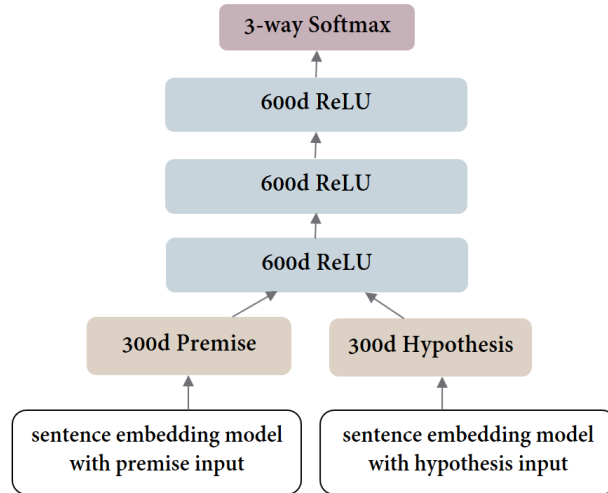 3-way Softmax
600d ReLU
600d ReLU
600d ReLU
300d Premise
300d Hypothesis
sentence embedding model
with premise input
sentence embedding model
with hypothesis input